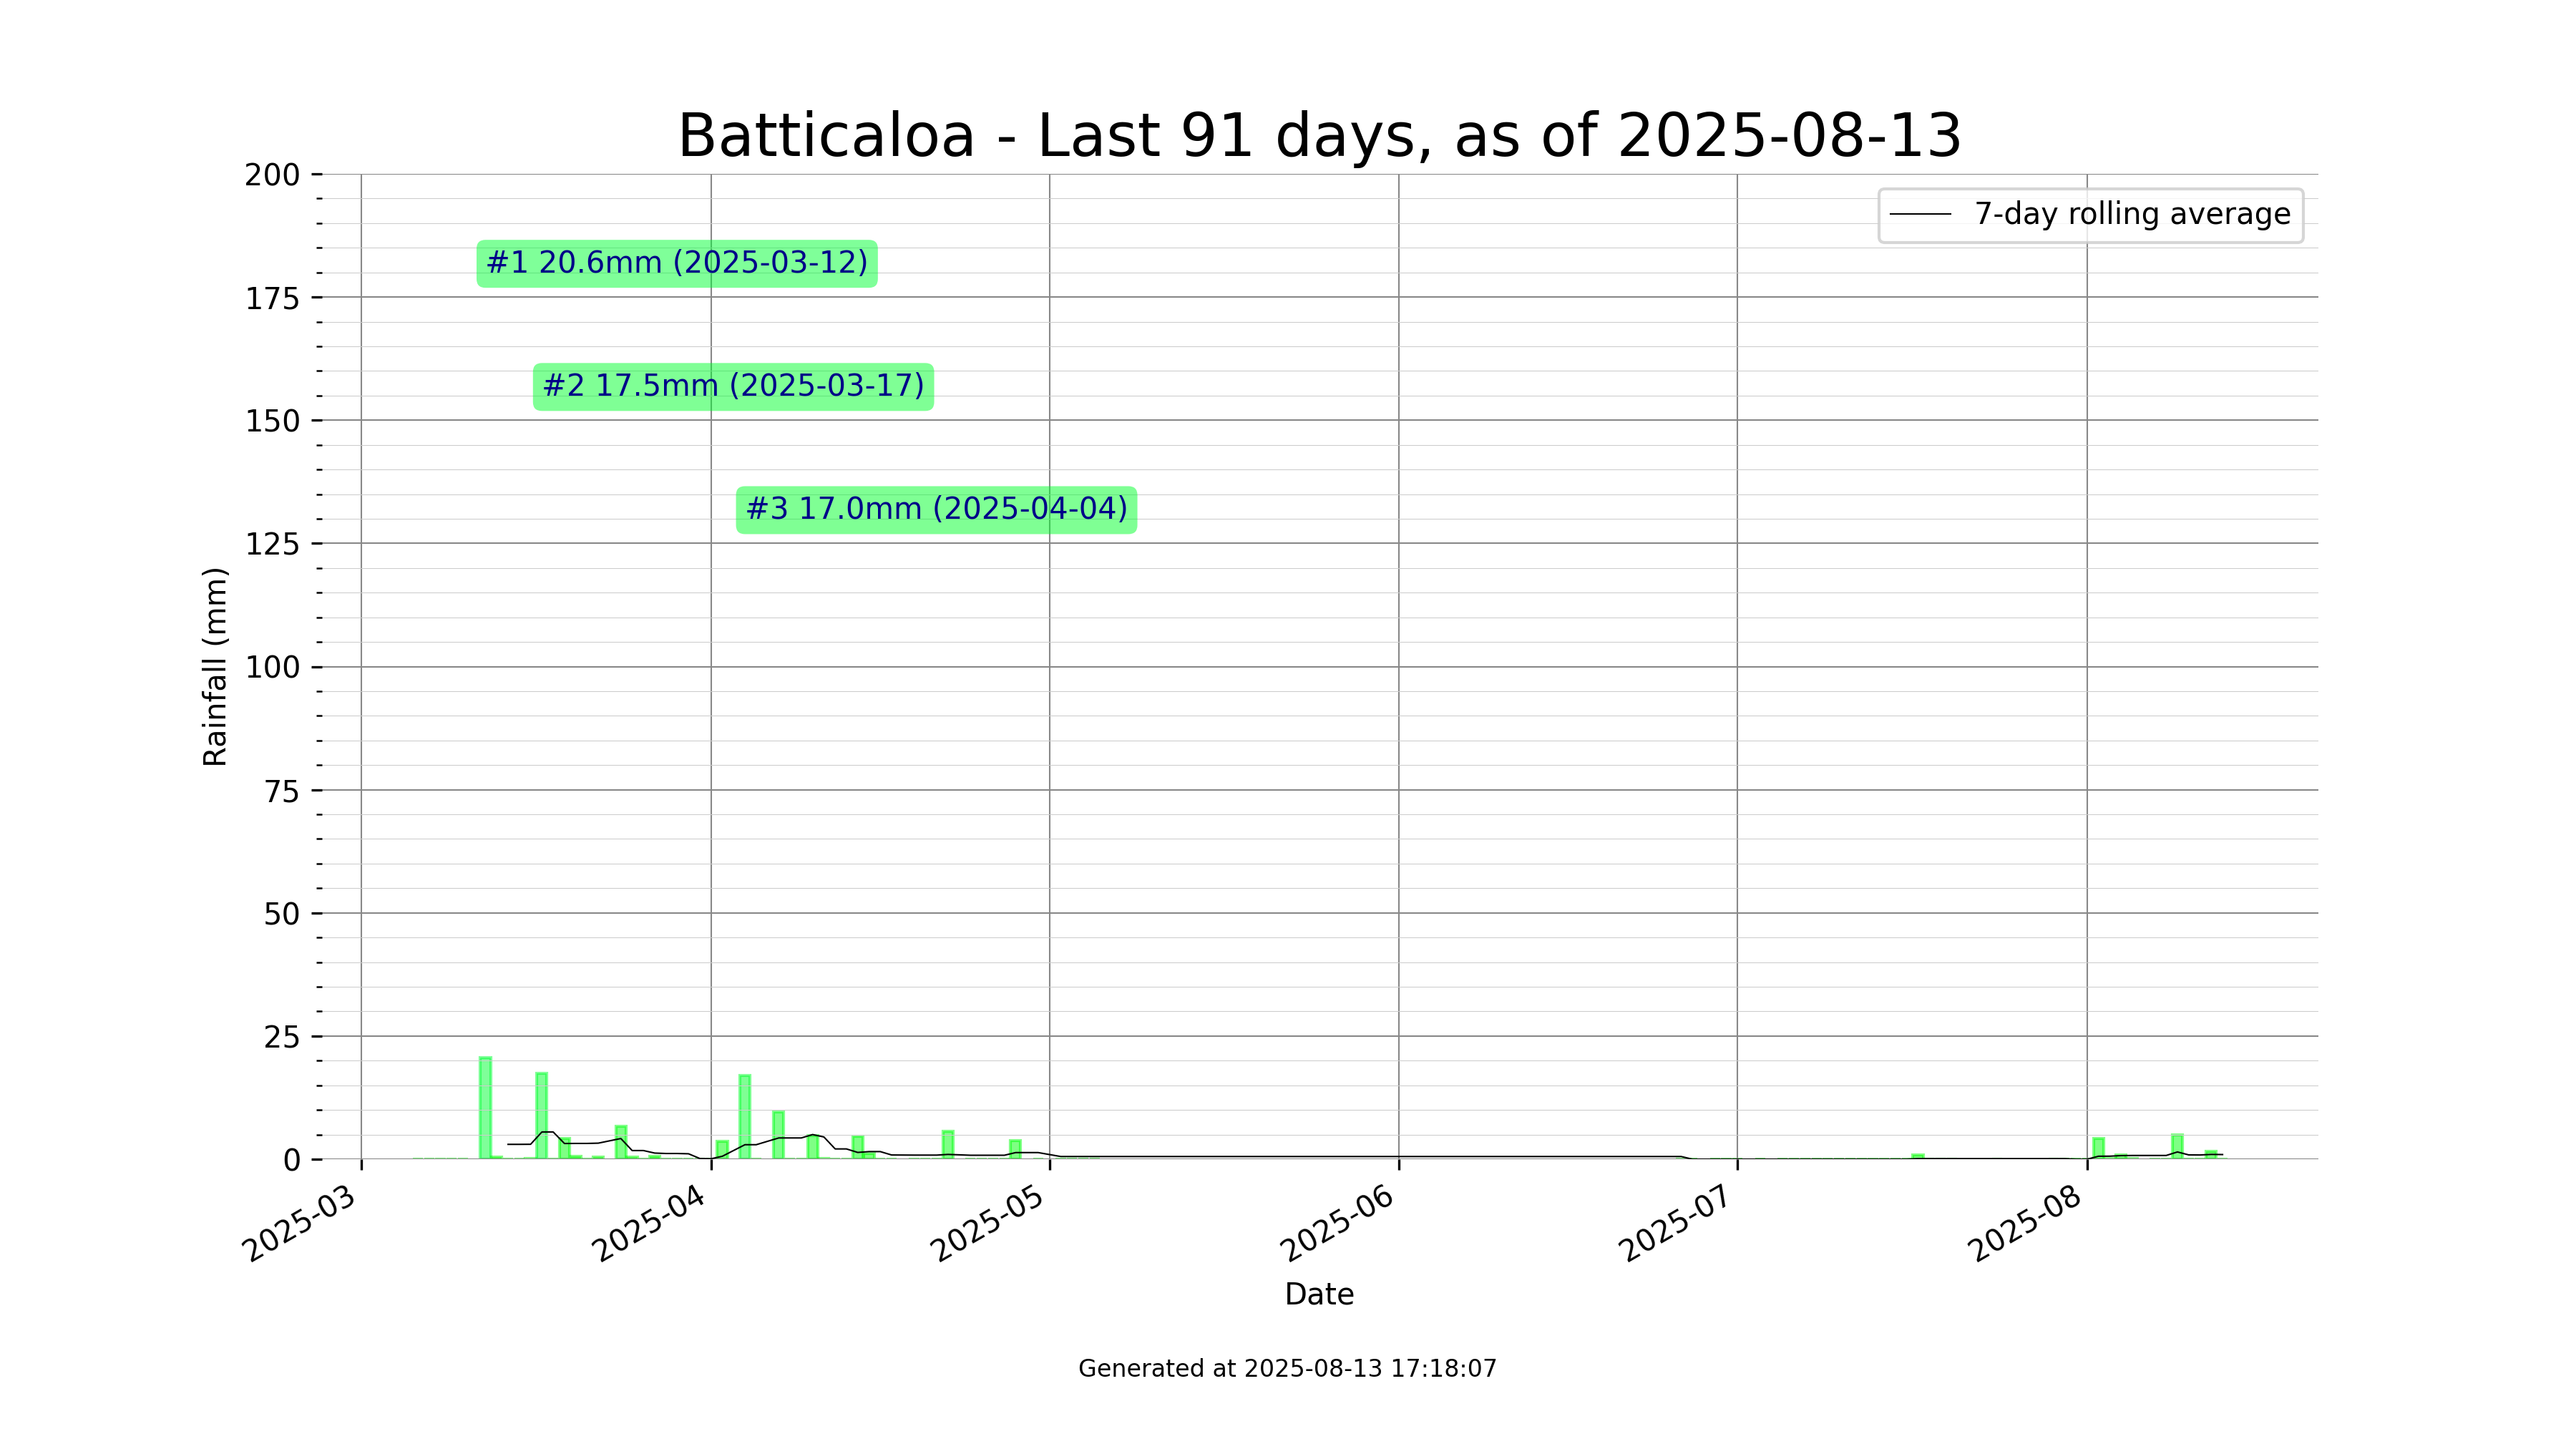 Batticaloa - Last 91 days, as of 2025-08-13
7-day rolling average
#1 20.6mm (2025-03-12)
#2 17.5mm (2025-03-17)
#3 17.0mm (2025-04-04)
Rainfall (mm)
200
175
150
125
100
75
50
25
0
2025-03
2025-04
2025-05
2025-06
2025-07
2025-08
Date
Generated at 2025-08-13 17:18:07